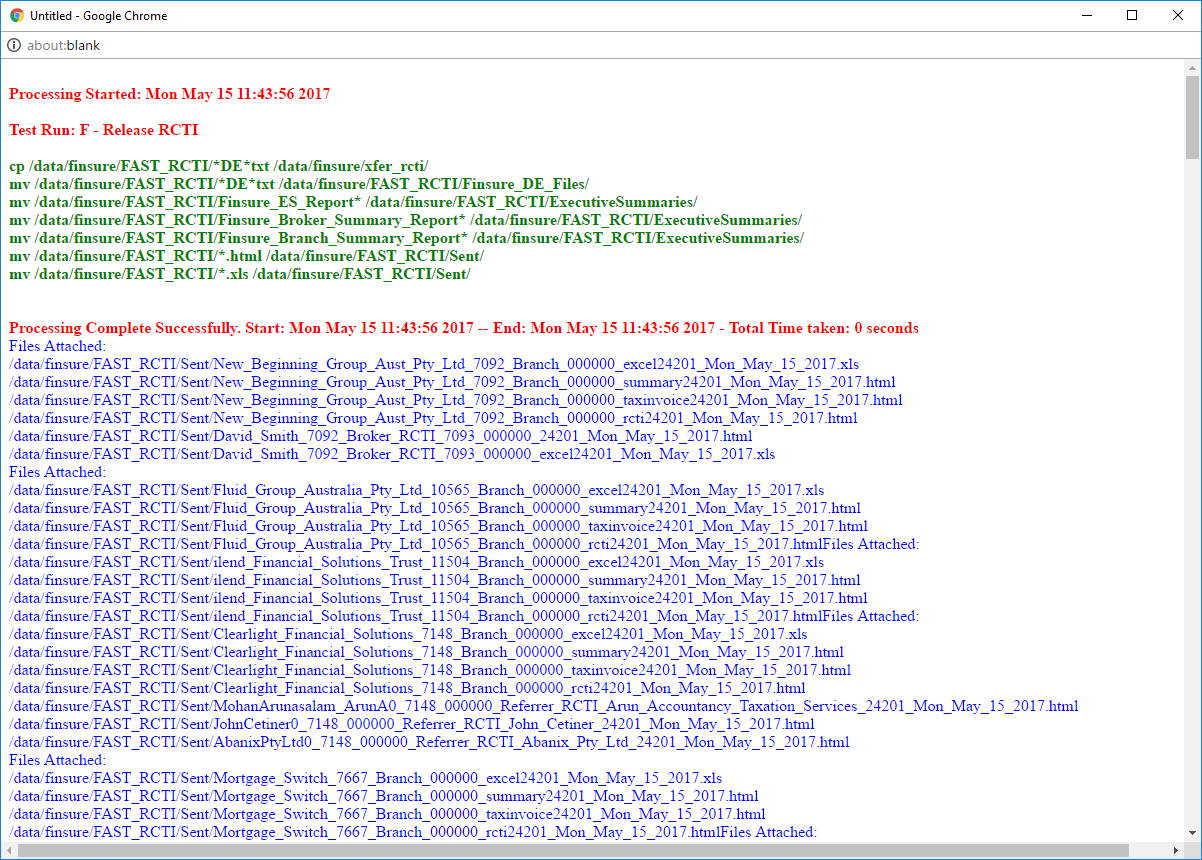 Untitled - Google Chrome
about:blank
Processing Started: Mon May 15 11:43:56 2017
Test Run: F - Release RCTI
cp /data/finsure/FAST_RCTI/*DE*txt /data/finsure/xfer_rcti/
mv /data/finsure/FAST_RCTI/*DE*txt /data/finsure/FAST_RCTI/Finsure_DE_Files/
mv /data/finsure/FAST_RCTI/Finsure_ES_Report* /data/finsure/FAST_RCTI/ExecutiveSummaries/
mv /data/finsure/FAST_RCTI/Finsure_Broker_Summary_Report* /data/finsure/FAST_RCTI/ExecutiveSummaries/
mv /data/finsure/FAST_RCTI/Finsure_Branch_Summary_Report* /data/finsure/FAST_RCTI/ExecutiveSummaries/
mv /data/finsure/FAST_RCTI/*.html /data/finsure/FAST_RCTI/Sent/
mv /data/finsure/FAST_RCTI/*.xls /data/finsure/FAST_RCTI/Sent/
Processing Complete Successfully. Start: Mon May 15 11:43:56 2017 -- End: Mon May 15 11:43:56 2017 - Total Time taken: 0 seconds
Files Attached:
/data/finsure/FAST_RCTI/Sent/New_Beginning_Group_Aust_Pty_Ltd_7092_Branch_000000_excel24201_Mon_May_15_2017.xls
/data/finsure/FAST_RCTI/Sent/New_Beginning_Group_Aust_Pty_Ltd_7092_Branch_000000_summary24201_Mon_May_15_2017.html
/data/finsure/FAST_RCTI/Sent/New_Beginning_Group_Aust_Pty_Ltd_7092_Branch_000000_taxinvoice24201_Mon_May_15_2017.html
/data/finsure/FAST_RCTI/Sent/New_Beginning_Group_Aust_Pty_Ltd_7092_Branch_000000_rcti24201_Mon_May_15_2017.html
/data/finsure/FAST_RCTI/Sent/David_Smith_7092_Broker_RCTI_7093_000000_24201_Mon_May_15_2017.html
/data/finsure/FAST_RCTI/Sent/David_Smith_7092_Broker_RCTI_7093_000000_excel24201_Mon_May_15_2017.xls
Files Attached:
/data/finsure/FAST_RCTI/Sent/Fluid_Group_Australia_Pty_Ltd_10565_Branch_000000_excel24201_Mon_May_15_2017.xls
/data/finsure/FAST_RCTI/Sent/Fluid_Group_Australia_Pty_Ltd_10565_Branch_000000_summary24201_Mon_May_15_2017.html
/data/finsure/FAST_RCTI/Sent/Fluid_Group_Australia_Pty_Ltd_10565_Branch_000000_taxinvoice24201_Mon_May_15_2017.html
/data/finsure/FAST_RCTI/Sent/Fluid_Group_Australia_Pty_Ltd_10565_Branch_000000_rcti24201_Mon_May_15_2017.htmlFiles Attached:
/data/finsure/FAST_RCTI/Sent/ilend_Financial_Solutions_Trust_11504_Branch_000000_excel24201_Mon_May_15_2017.xls
/data/finsure/FAST_RCTI/Sent/ilend_Financial_Solutions_Trust_11504_Branch_000000_summary24201_Mon_May_15_2017.html
/data/finsure/FAST_RCTI/Sent/ilend_Financial_Solutions_Trust_11504_Branch_000000_taxinvoice24201_Mon_May_15_2017.html
/data/finsure/FAST_RCTI/Sent/ilend_Financial_Solutions_Trust_11504_Branch_000000_rcti24201_Mon_May_15_2017.htmlFiles Attached:
/data/finsure/FAST_RCTI/Sent/Clearlight_Financial_Solutions_7148_Branch_000000_excel24201_Mon_May_15_2017.xls
/data/finsure/FAST_RCTI/Sent/Clearlight_Financial_Solutions_7148_Branch_000000_summary24201_Mon_May_15_2017.html
/data/finsure/FAST_RCTI/Sent/Clearlight_Financial_Solutions_7148_Branch_000000_taxinvoice24201_Mon_May_15_2017.html
/data/finsure/FAST_RCTI/Sent/Clearlight_Financial_Solutions_7148_Branch_000000_rcti24201_Mon_May_15_2017.html
/data/finsure/FAST_RCTI/Sent/MohanArunasalam_ArunA0_7148_000000_Referrer_RCTI_Arun_Accountancy_Taxation_Services_24201_Mon_May_15_2017.html
/data/finsure/FAST_RCTI/Sent/JohnCetiner0_7148_000000_Referrer_RCTI_John_Cetiner_24201_Mon_May_15_2017.html
/data/finsure/FAST_RCTI/Sent/AbanixPtyLtd0_7148_000000_Referrer_RCTI_Abanix_Pty_Ltd_24201_Mon_May_15_2017.html
Files Attached:
/data/finsure/FAST_RCTI/Sent/Mortgage_Switch_7667_Branch_000000_excel24201_Mon_May_15_2017.xls
/data/finsure/FAST_RCTI/Sent/Mortgage_Switch_7667_Branch_000000_summary24201_Mon_May_15_2017.html
/data/finsure/FAST_RCTI/Sent/Mortgage_Switch_7667_Branch_000000_taxinvoice24201_Mon_May_15_2017.html
/data/finsure/FAST_RCTI/Sent/Mortgage_Switch_7667_Branch_000000_rcti24201_Mon_May_15_2017.htmlFiles Attached: